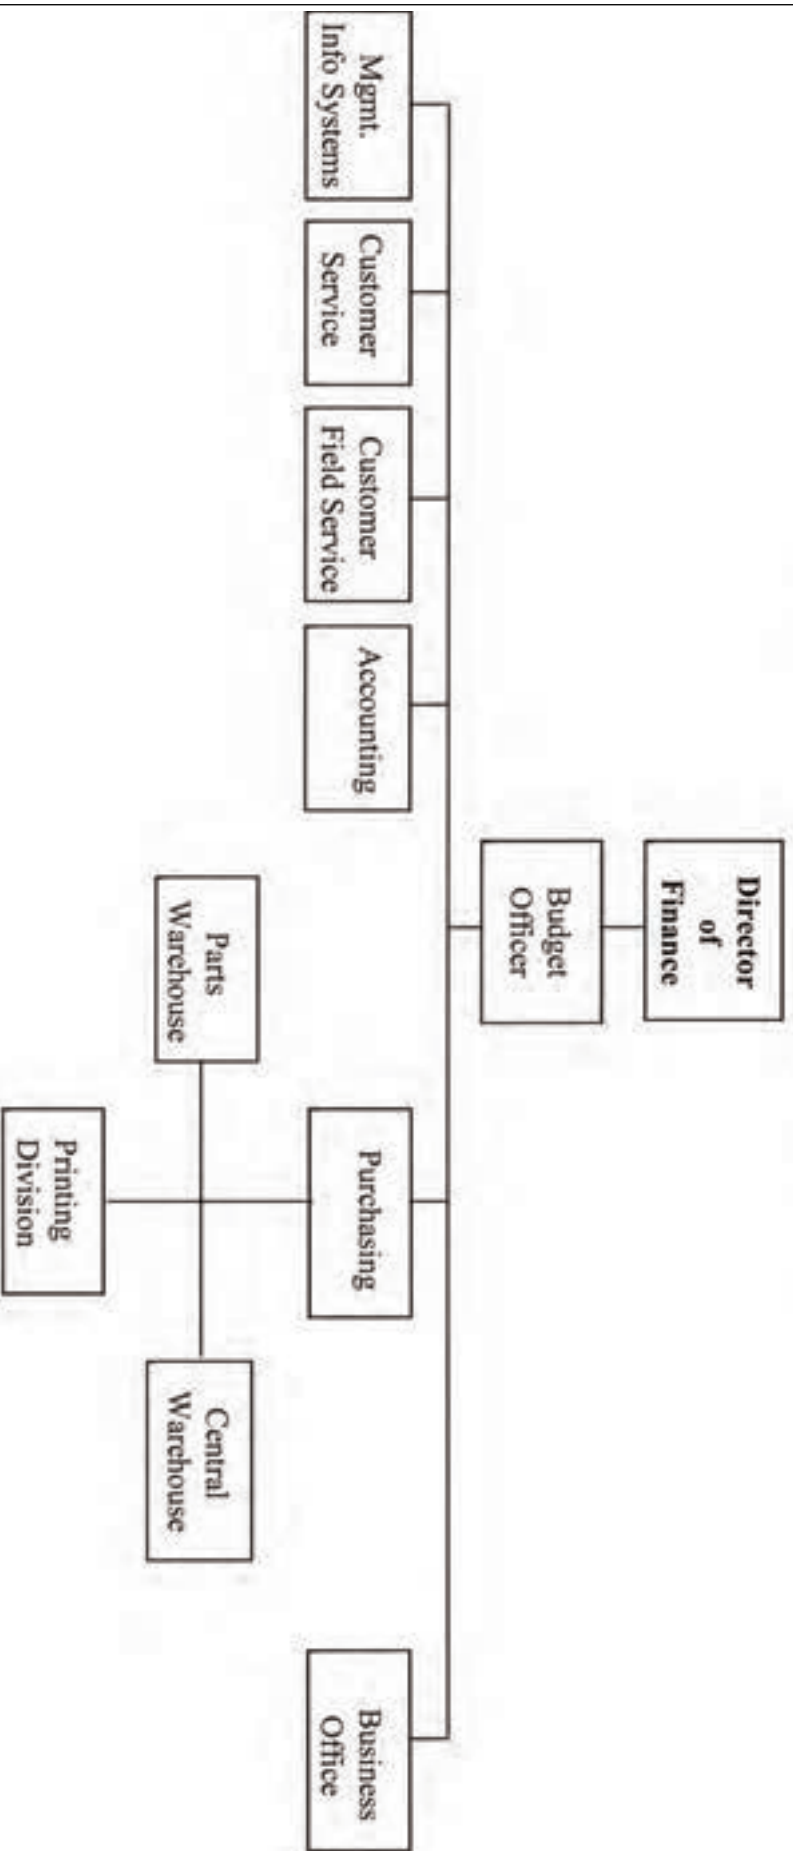 Director
of
Finance
Budget
Officer
Mgmt.
Info Systems
Customer
Service
Customer
Field Service
Accounting
Purchasing
Business
Office
Parts
Warehouse
Central
Warehouse
Printing
Division